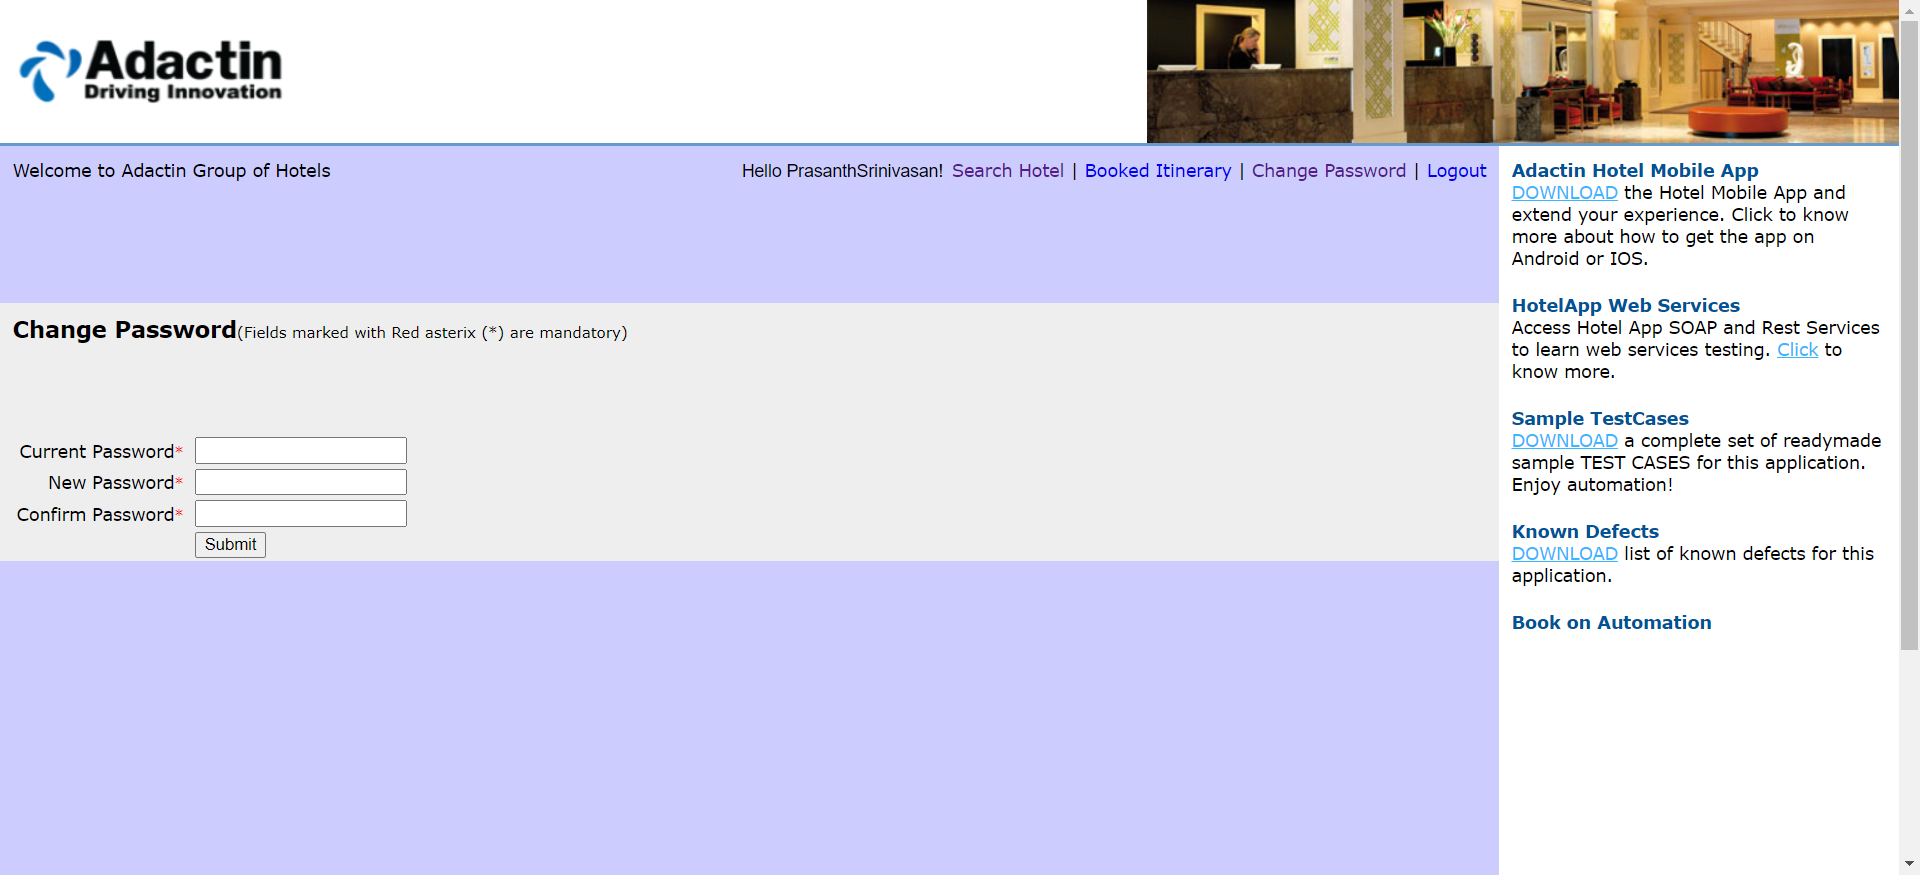 Adactin
Driving Innovation
Welcome to Adactin Group of Hotels
Hello PrasanthSrinivasan! Search Hotel | Booked Itinerary | Change Password | Logout
Change Password(Fields marked with Red asterix (*) are mandatory)
Current Password*
New Password*
Confirm Password*
Submit
Adactin Hotel Mobile App
DOWNLOAD the Hotel Mobile App and
extend your experience. Click to know
more about how to get the app on
Android or IOS.
HotelApp Web Services
Access Hotel App SOAP and Rest Services
to learn web services testing. Click to
know more.
Sample TestCases
DOWNLOAD a complete set of readymade
sample TEST CASES for this application.
Enjoy automation!
Known Defects
DOWNLOAD list of known defects for this
application.
Book on Automation